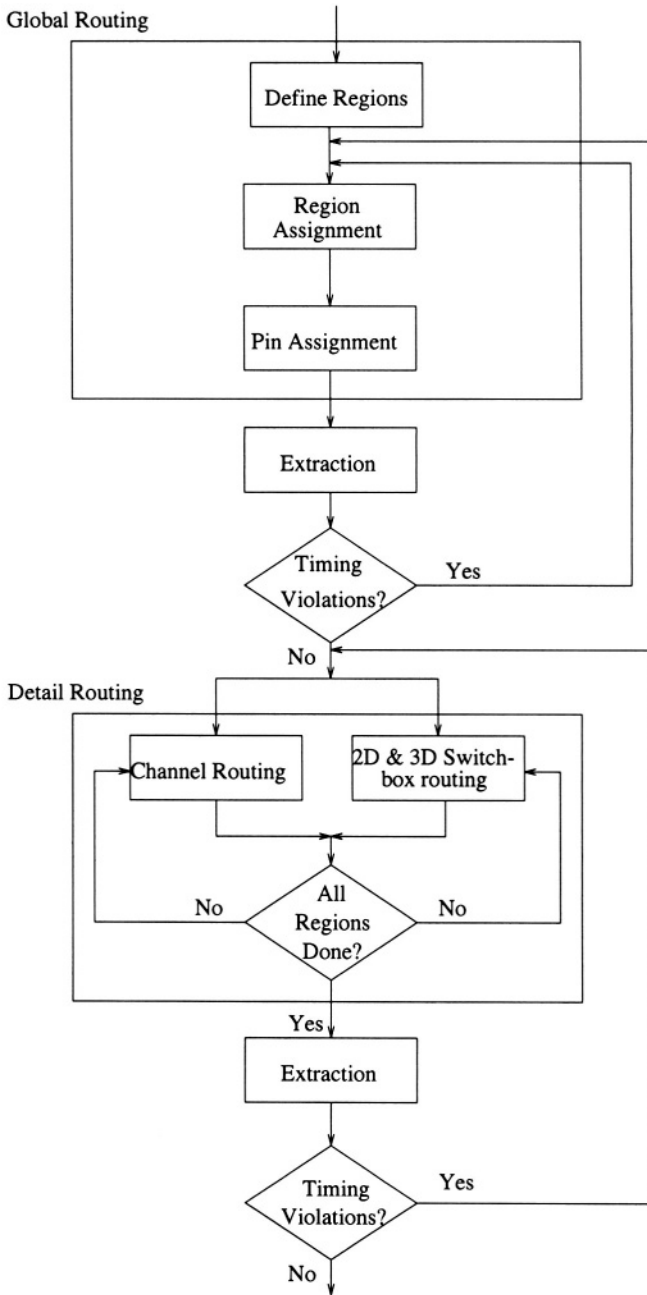 Global Routing
Define Regions
Region
Assignment
Pin Assignment
Extraction
Timing
Violations?
Yes
No
Detail Routing
Channel Routing
2D & 3D Switch-
box routing
All
Regions
Done?
No
No
Yes
Extraction
Timing
Violations?
Yes
No